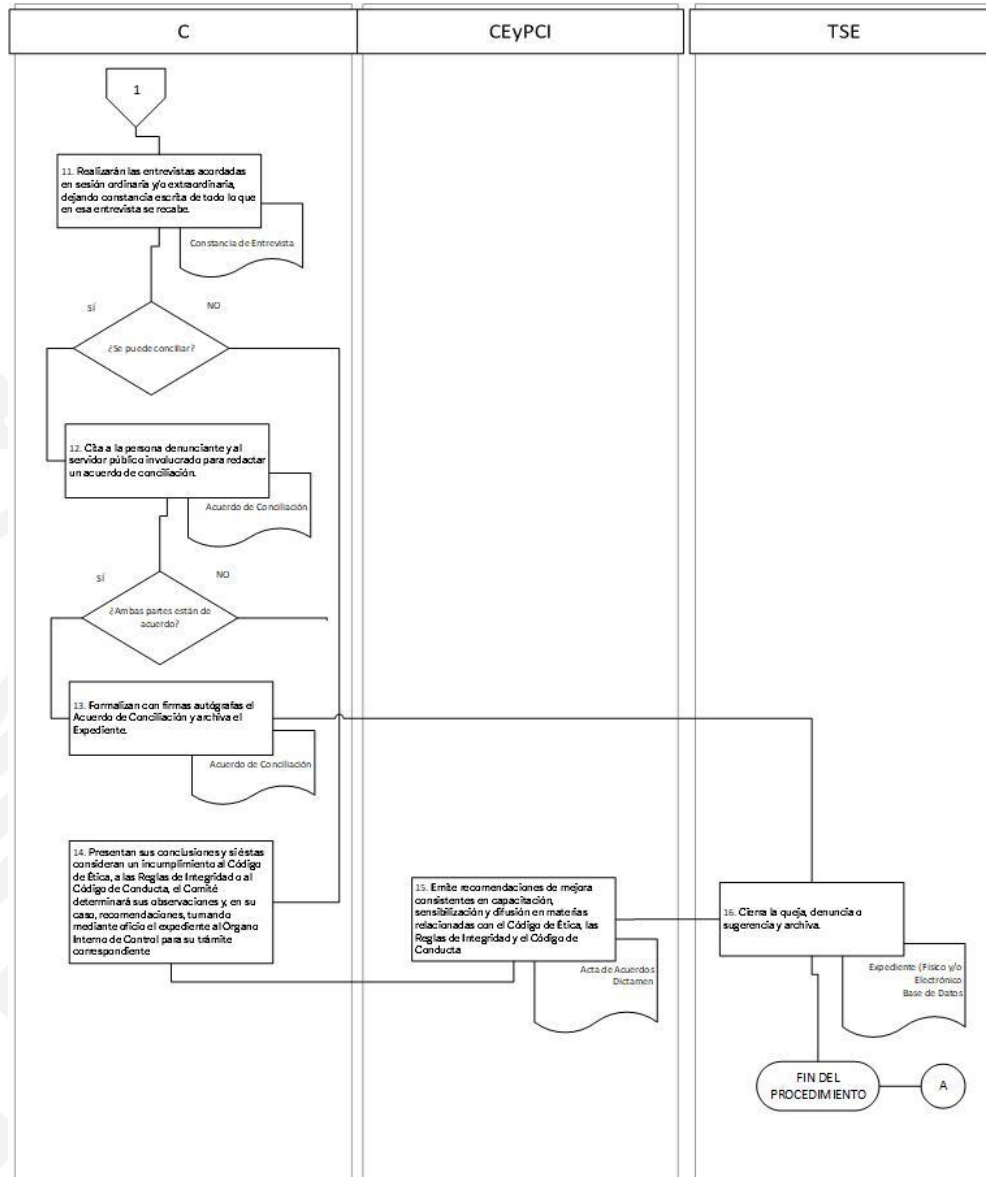 C
CEyPCI
TSE
1
11. Realizarán las entrevistas acordadas
en sesión ordinaria y/o extraordinaria,
dejando constancia escrita de todo lo que
en esa entrevista se recabe.
Constancia de Entrevista
SÍ
NO
¿Se puede conciliar?
12. Cita a la persona denunciante y al
servidor público involucrado para redactar
un acuerdo de conciliación.
Acuerdo de Conciliación
SÍ
NO
¿Ambas partes están de
acuerdo?
13. Formalizan con firmas autógrafas el
Acuerdo de Conciliación y archiva el
Expediente.
Acuerdo de Conciliación
14. Presentan sus conclusiones y si éstas
consideran un incumplimiento al Código
de Ética, a las Reglas de Integridad o al
Código de Conducta, el Comité
determinará sus observaciones y, en su
caso, recomendaciones, turnando
mediante oficio el expediente al Organo
Interno de Control para su trámite
correspondiente
15. Emite recomendaciones de mejora
consistentes en capacitación,
sensibilización y difusión en materias
relacionadas con el Código de Ética, las
Reglas de Integridad y el Código de
Conducta
Acta de Acuerdos
Dictamen
16. Cierra la queja, denuncia o
sugerencia y archiva.
Expediente (Físico y/o
Electrónico
Base de Datos
FIN DEL
PROCEDIMIENTO
A